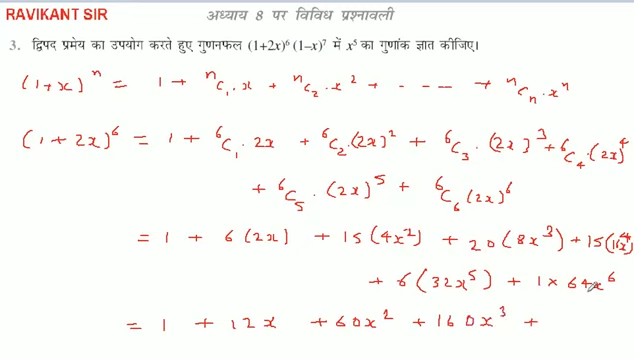 RAVIKANT SIR
अध्याय 8 पर विविध प्रश्नावली
3. द्विपद प्रमेय का उपयोग करते हुए गुणनफल (1+2x)⁶ (1–x)⁷ में x⁵ का गुणांक ज्ञात कीजिए।
(1+x)ⁿ = 1 + ⁿC₁.x + ⁿC₂.x² + - - - - + ⁿCₙ.xⁿ
(1+2x)⁶ = 1 + ⁶C₁.2x + ⁶C₂.(2x)² + ⁶C₃.(2x)³ + ⁶C₄.(2x)⁴
+ ⁶C₅.(2x)⁵ + ⁶C₆(2x)⁶
= 1 + 6(2x) + 15(4x²) + 20(8x³) + 15(16x⁴)
+ 6(32x⁵) + 1×64x⁶
= 1 + 12x + 60x² + 160x³ +